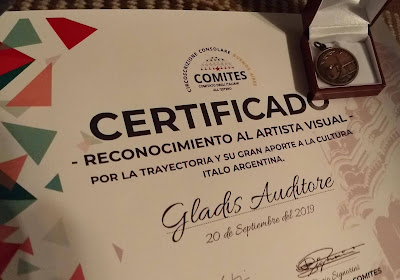 CIRCOSCRIZIONE CONSOLARE
COMITES
CERTIFICADO
- RECONOCIMIENTO AL ARTISTA VISUAL -
POR LA TRAYECTORIA Y SU GRAN APORTE A LA CULTURA
ITALO ARGENTINA.
Gladis Auditore
20 de Septiembre del 2019
COMITES